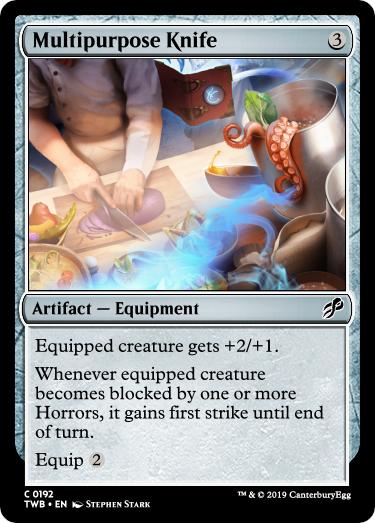 Multipurpose Knife 3
Artifact — Equipment
Equipped creature gets +2/+1.
Whenever equipped creature
becomes blocked by one or more
Horrors, it gains first strike until end
of turn.
Equip 2
C 0192
TWB • EN STEPHEN STARK
™ & © 2019 CanterburyEgg